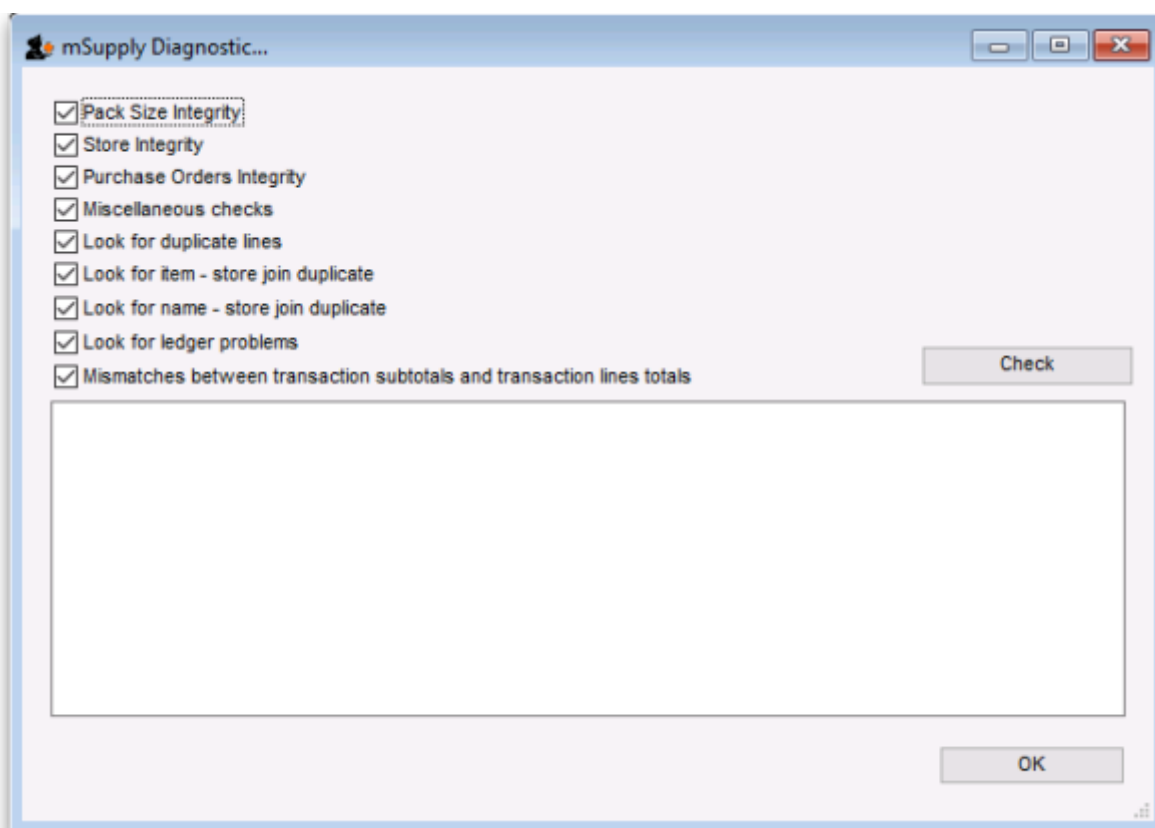 mSupply Diagnostic...
Pack Size Integrity
Store Integrity
Purchase Orders Integrity
Miscellaneous checks
Look for duplicate lines
Look for item - store join duplicate
Look for name - store join duplicate
Look for ledger problems
Check
Mismatches between transaction subtotals and transaction lines totals
OK